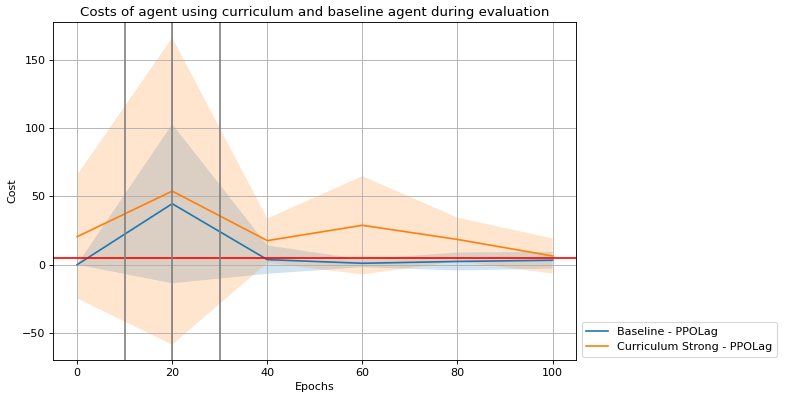 Costs of agent using curriculum and baseline agent during evaluation
150
100
50
0
−50
Cost
0 20 40 60 80 100
Epochs
Baseline - PPOLag
Curriculum Strong - PPOLag